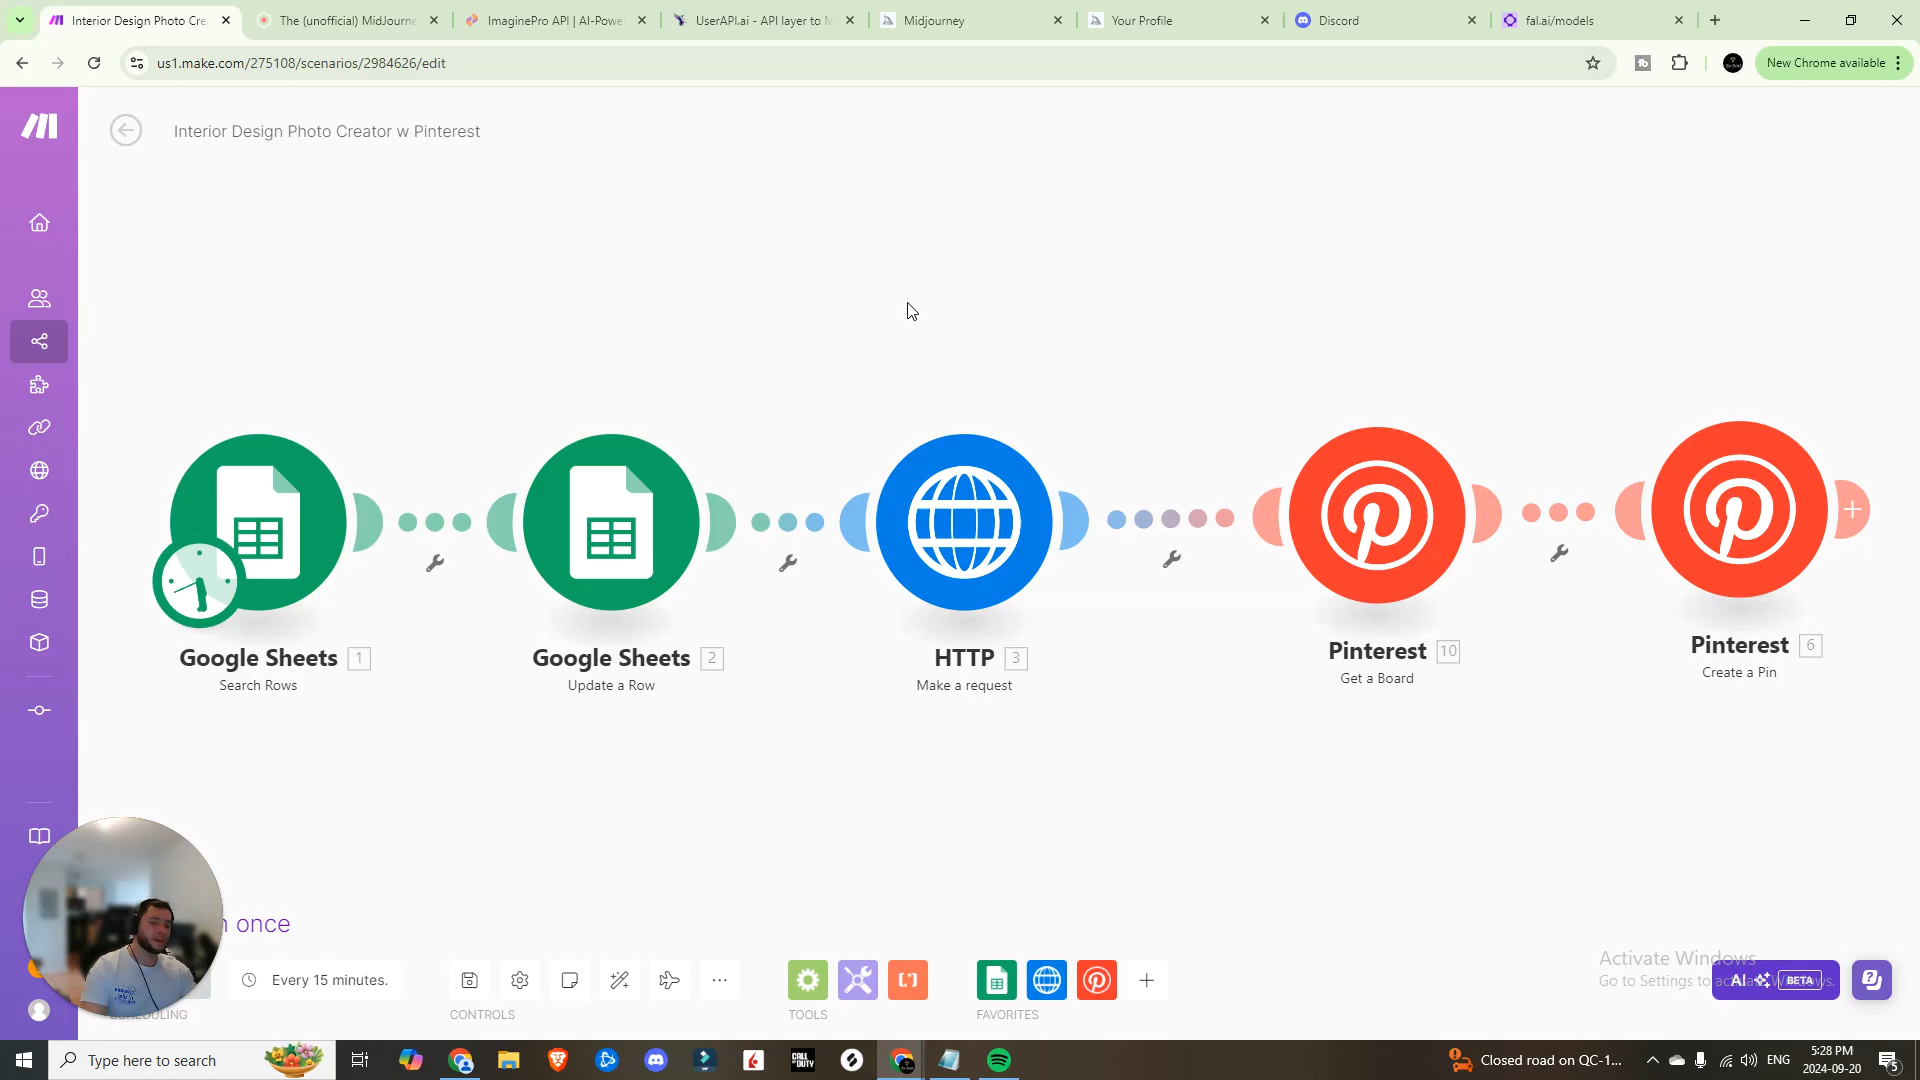 Interior Design Photo Cre
The (unofficial) MidJourne
ImaginePro API | AI-Powe
UserAPI.ai - API layer to M
Midjourney
Your Profile
Discord
fal.ai/models
us1.make.com/275108/scenarios/2984626/edit
New Chrome available
Interior Design Photo Creator w Pinterest
Google Sheets 1
Search Rows
Google Sheets 2
Update a Row
HTTP 3
Make a request
Pinterest 10
Get a Board
Pinterest 6
Create a Pin
once
Every 15 minutes.
CONTROLS
TOOLS
FAVORITES
Activate Windows
Go to Settings to
AI BETA
Type here to search
CALL OF DUTY
Closed road on QC-1...
ENG
5:28 PM
2024-09-20
5